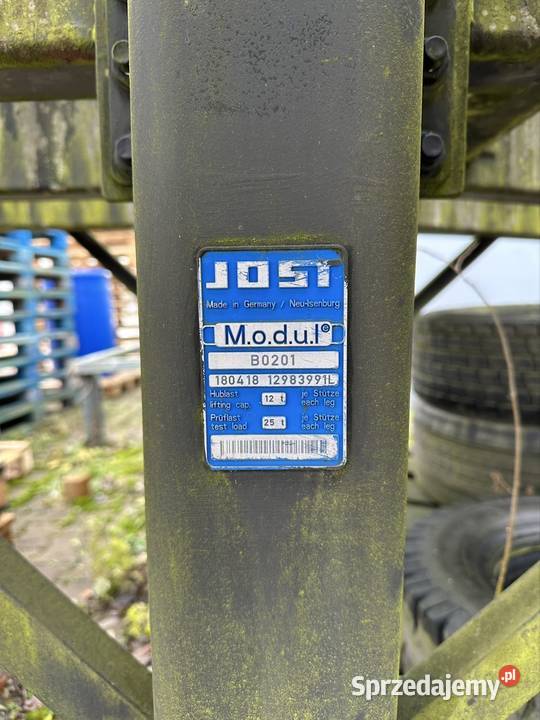 JOST
Made in Germany / Neu-Isenburg
M.o.d.u.l®
B0201
180418 12983991L
Hublast 12 t je Stütze
lifting cap. each leg
Prüflast 25 t je Stütze
test load each leg
Sprzedajemy.pl